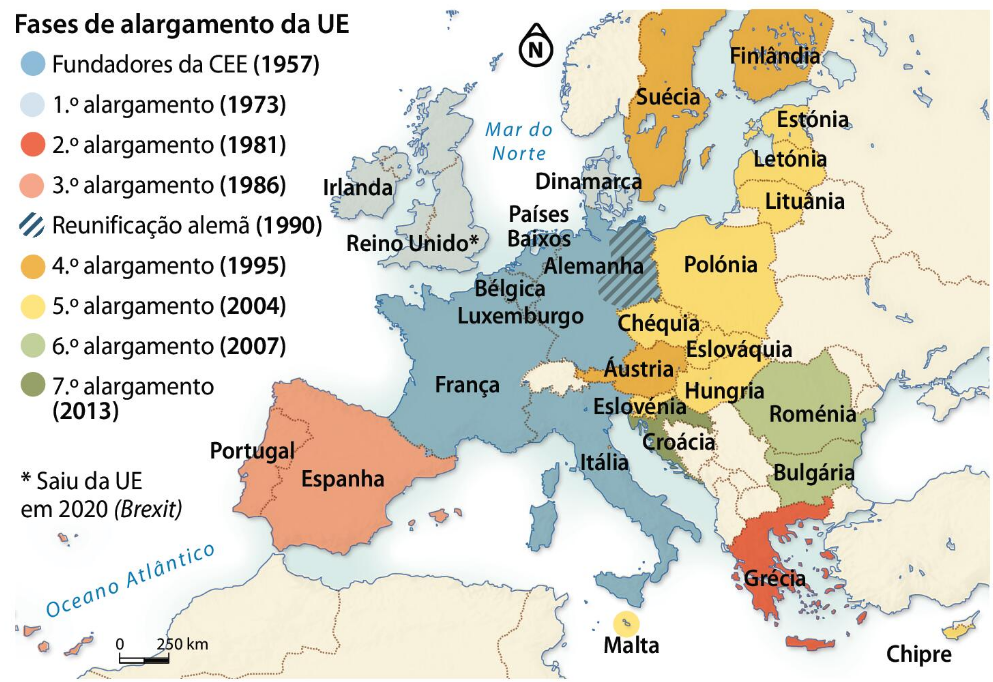 Fases de alargamento da UE
Fundadores da CEE (1957)
1.º alargamento (1973)
2.º alargamento (1981)
3.º alargamento (1986)
Reunificação alemã (1990)
4.º alargamento (1995)
5.º alargamento (2004)
6.º alargamento (2007)
7.º alargamento
(2013)
* Saiu da UE
em 2020 (Brexit)
N
Finlândia
Suécia
Estónia
Mar do
Norte
Letónia
Irlanda
Dinamarca
Lituânia
Países
Baixos
Reino Unido*
Alemanha
Polónia
Bélgica
Luxemburgo
Chéquia
Eslováquia
Áustria
França
Hungria
Eslovénia
Roménia
Croácia
Portugal
Itália
Espanha
Bulgária
Oceano Atlântico
Grécia
0 250 km
Malta
Chipre